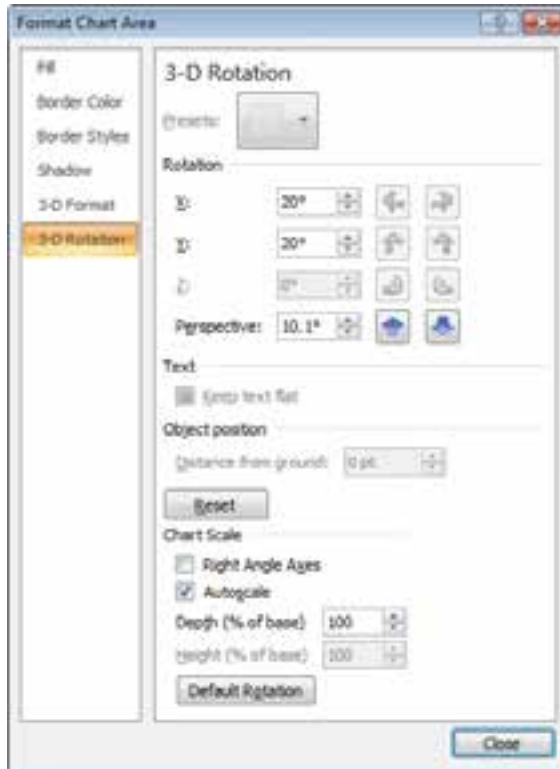 Format Chart Area
Fill
Border Color
Border Styles
Shadow
3-D Format
3-D Rotation
3-D Rotation
Presets:
Rotation
X: 20°
Y: 20°
Z: 0°
Perspective: 10.1°
Text
Keep text flat
Object position
Distance from ground: 0 pt
Reset
Chart Scale
Right Angle Axes
Autoscale
Depth (% of base) 100
Height (% of base) 100
Default Rotation
Close